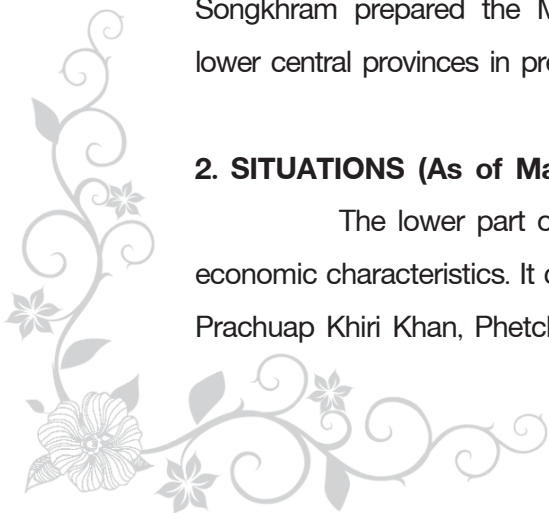 Songkhram prepared the M
lower central provinces in pre
2. SITUATIONS (As of Ma
The lower part o
economic characteristics. It c
Prachuap Khiri Khan, Phetch